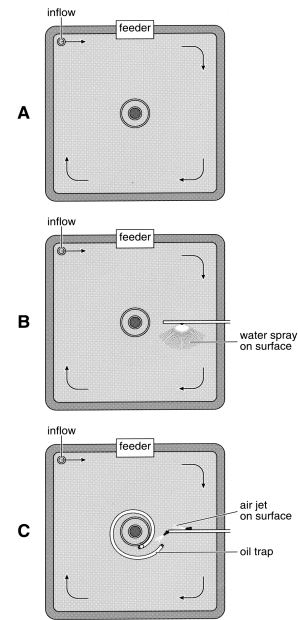 inflow
feeder
A
inflow
feeder
B
water spray
on surface
inflow
feeder
C
air jet
on surface
oil trap